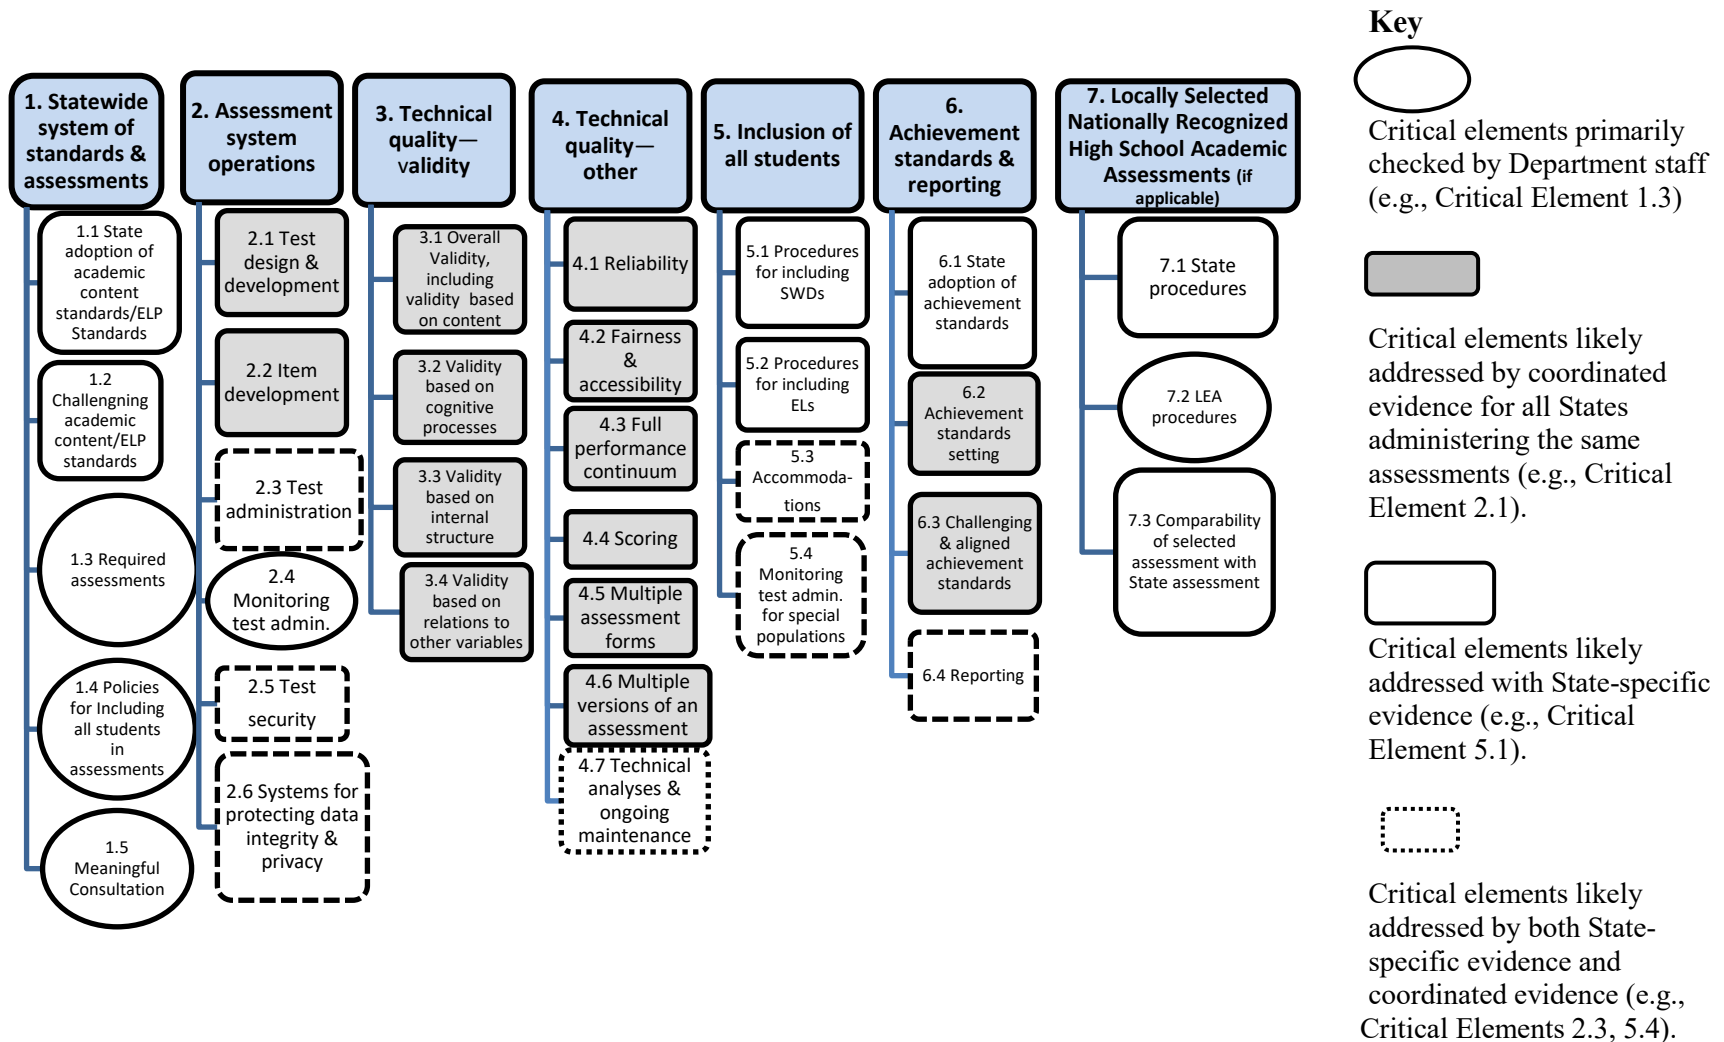 1. Statewide
system of
standards &
assessments
1.1 State
adoption of
academic
content
standards/ELP
Standards
1.2
Challengning
academic
content/ELP
standards
1.3 Required
assessments
1.4 Policies
for Including
all students
in
assessments
1.5
Meaningful
Consultation
2. Assessment
system
operations
2.1 Test
design &
development
2.2 Item
development
2.3 Test
administration
2.4
Monitoring
test admin.
2.5 Test
security
2.6 Systems for
protecting data
integrity &
privacy
3. Technical
quality—
validity
3.1 Overall
Validity,
including
validity based
on content
3.2 Validity
based on
cognitive
processes
3.3 Validity
based on
internal
structure
3.4 Validity
based on
relations to
other variables
4. Technical
quality—
other
4.1 Reliability
4.2 Fairness
&
accessibility
4.3 Full
performance
continuum
4.4 Scoring
4.5 Multiple
assessment
forms
4.6 Multiple
versions of an
assessment
4.7 Technical
analyses &
ongoing
maintenance
5. Inclusion of
all students
5.1 Procedures
for including
SWDs
5.2 Procedures
for including
ELs
5.3
Accommoda-
tions
5.4
Monitoring
test admin.
for special
populations
6.
Achievement
standards &
reporting
6.1 State
adoption of
achievement
standards
6.2
Achievement
standards
setting
6.3 Challenging
& aligned
achievement
standards
6.4 Reporting
7. Locally Selected
Nationally Recognized
High School Academic
Assessments (if
applicable)
7.1 State
procedures
7.2 LEA
procedures
7.3 Comparability
of selected
assessment with
State assessment
Key
Critical elements primarily
checked by Department staff
(e.g., Critical Element 1.3)
Critical elements likely
addressed by coordinated
evidence for all States
administering the same
assessments (e.g., Critical
Element 2.1).
Critical elements likely
addressed with State-specific
evidence (e.g., Critical
Element 5.1).
Critical elements likely
addressed by both State-
specific evidence and
coordinated evidence (e.g.,
Critical Elements 2.3, 5.4).